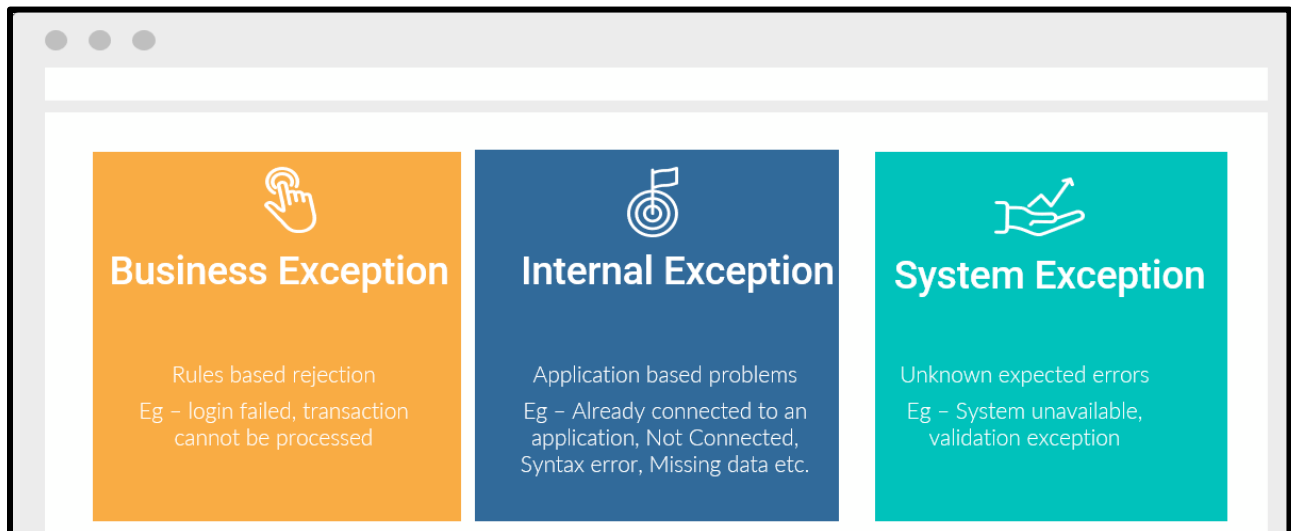 Business Exception
Rules based rejection
Eg – login failed, transaction
cannot be processed
Internal Exception
Application based problems
Eg – Already connected to an
application, Not Connected,
Syntax error, Missing data etc.
System Exception
Unknown expected errors
Eg – System unavailable,
validation exception